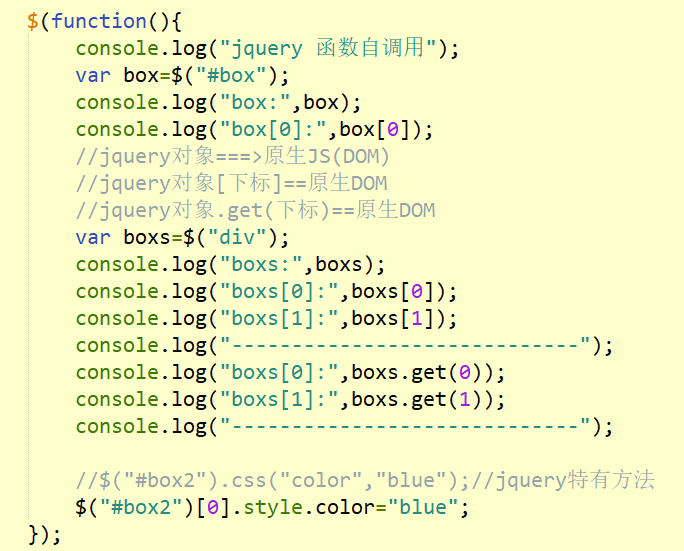 $(function(){
console.log("jquery 函数自调用");
var box=$("#box");
console.log("box:",box);
console.log("box[0]:",box[0]);
//jquery对象===>原生JS(DOM)
//jquery对象[下标]==原生DOM
//jquery对象.get(下标)==原生DOM
var boxs=$("div");
console.log("boxs:",boxs);
console.log("boxs[0]:",boxs[0]);
console.log("boxs[1]:",boxs[1]);
console.log("-----------------------------");
console.log("boxs[0]:",boxs.get(0));
console.log("boxs[1]:",boxs.get(1));
console.log("-----------------------------");
//$("#box2").css("color","blue");//jquery特有方法
$("#box2")[0].style.color="blue";
});